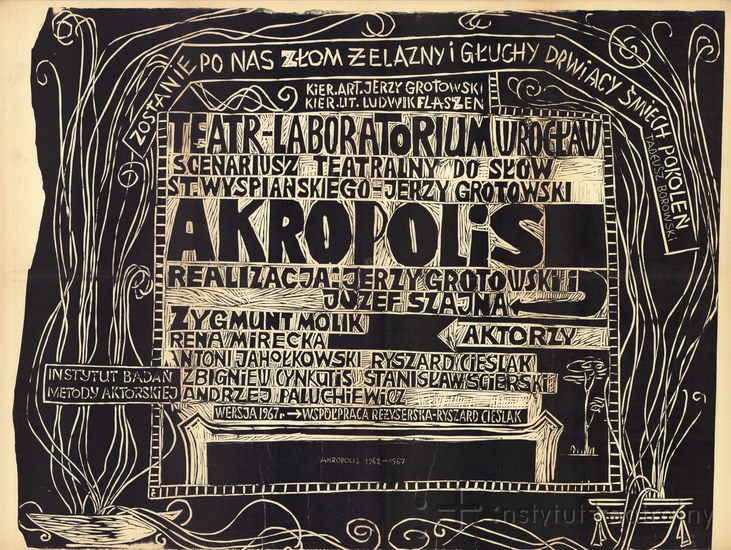 ZOSTANIE PO NAS ZŁOM ŻELAZNY I GŁUCHY DRWIĄCY ŚMIECH POKOLEŃ
TADEUSZ BOROWSKI
KIER. ART. JERZY GROTOWSKI
KIER. LIT. LUDWIK FLASZEN
TEATR-LABORATORIUM WROCŁAW
SCENARIUSZ TEATRALNY DO SŁÓW
ST. WYSPIAŃSKIEGO-JERZY GROTOWSKI
AKROPOLIS
REALIZACJA: JERZY GROTOWSKI I
JÓZEF SZAJNA
ZYGMUNT MOLIK
AKTORZY
RENA MIRECKA
ANTONI JAHOŁKOWSKI RYSZARD CIEŚLAK
ZBIGNIEW CYNKUTIS STANISŁAW ŚCIERSKI
ANDRZEJ PALUCHIEWICZ
INSTYTUT BADAŃ
METODY AKTORSKIEJ
WERSJA 1967 r. → WSPÓŁPRACA REŻYSERSKA-RYSZARD CIEŚLAK
AKROPOLIS 1962-1967
instytut